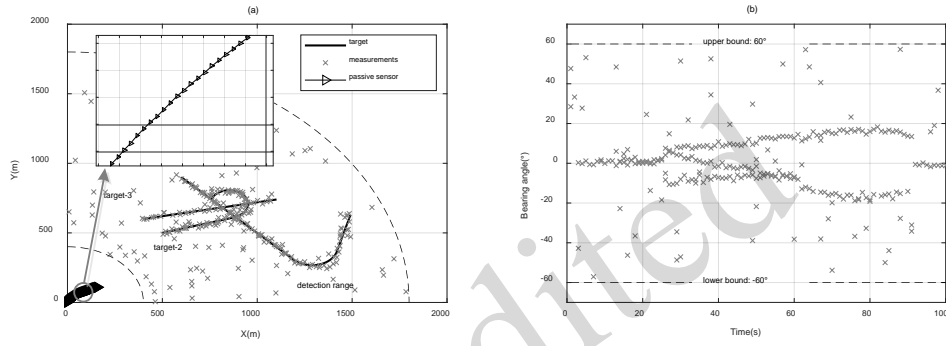 (a)
2000
1500
1000
500
0
Y(m)
target
measurements
passive sensor
target-3
target-2
detection range
0
500
1000
1500
2000
X(m)
(b)
60
40
20
0
-20
-40
-60
Bearing angle(°)
upper bound: 60°
lower bound: -60°
0
20
40
60
80
100
Time(s)
edited